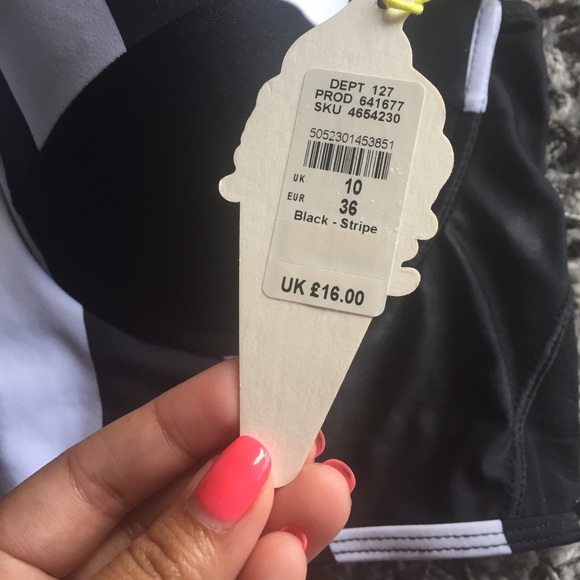 DEPT 127
PROD 641677
SKU 4654230
5052301453851
UK 10
EUR 36
Black - Stripe
UK £16.00